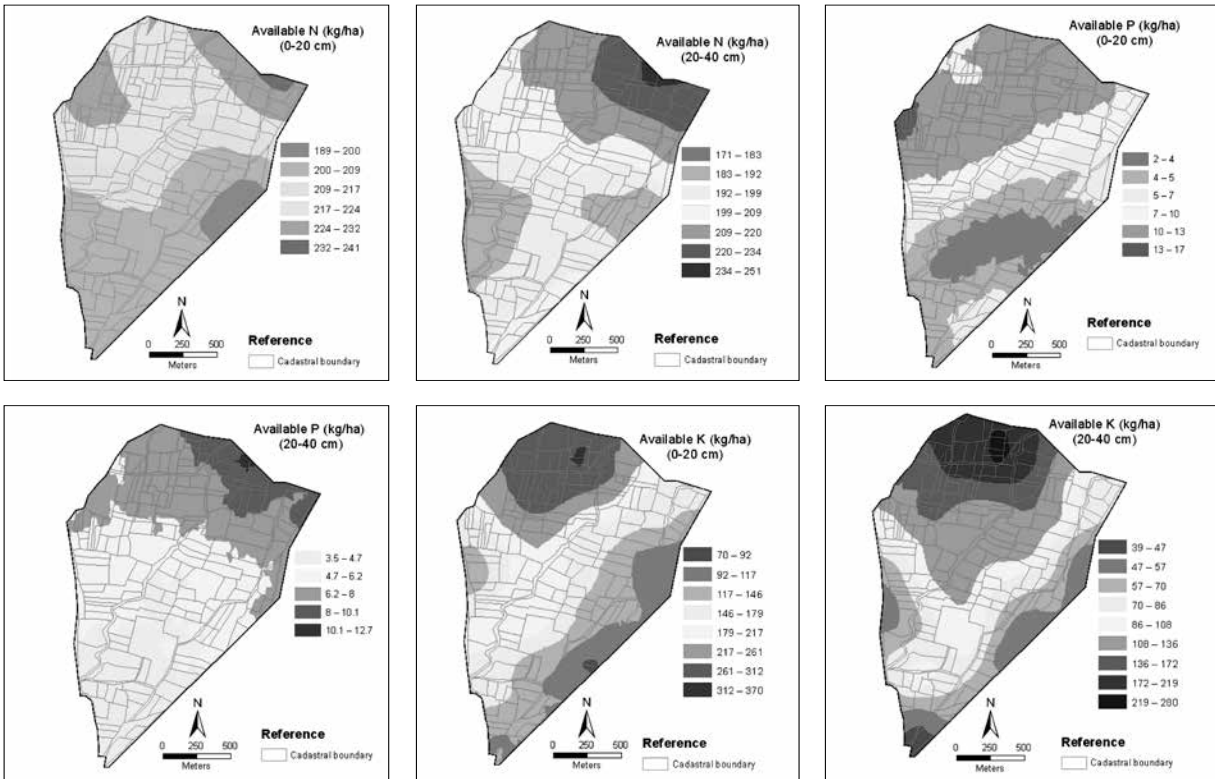 Available N (kg/ha)
(0-20 cm)
189 – 200
200 – 209
209 – 217
217 – 224
224 – 232
232 – 241
N
Reference
0 250 500
Meters
Cadastral boundary
Available N (kg/ha)
(20-40 cm)
171 – 183
183 – 192
192 – 199
199 – 209
209 – 220
220 – 234
234 – 251
N
Reference
0 250 500
Meters
Cadastral boundary
Available P (kg/ha)
(0-20 cm)
2 – 4
4 – 5
5 – 7
7 – 10
10 – 13
13 – 17
N
Reference
0 250 500
Meters
Cadastral boundary
Available P (kg/ha)
(20-40 cm)
3.5 – 4.7
4.7 – 6.2
6.2 – 8
8 – 10.1
10.1 – 12.7
N
Reference
0 250 500
Meters
Cadastral boundary
Available K (kg/ha)
(0-20 cm)
70 – 92
92 – 117
117 – 146
146 – 179
179 – 217
217 – 261
261 – 312
312 – 370
N
Reference
0 250 500
Meters
Cadastral boundary
Available K (kg/ha)
(20-40 cm)
39 – 47
47 – 57
57 – 70
70 – 86
86 – 108
108 – 136
136 – 172
172 – 219
219 – 280
N
Reference
0 250 500
Meters
Cadastral boundary